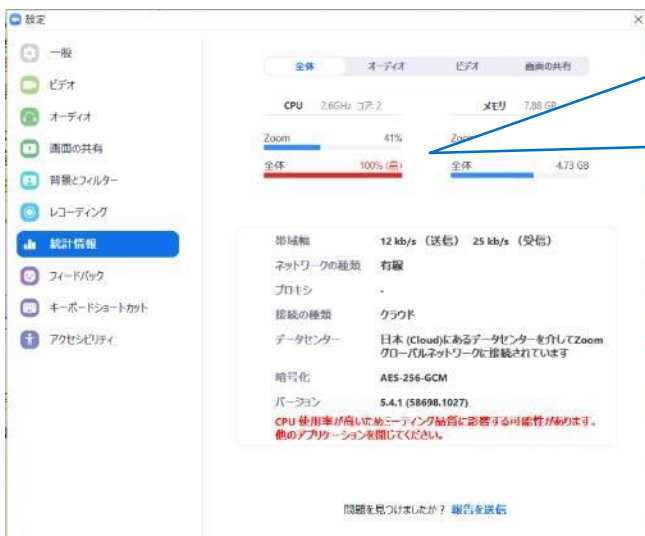 設定
一般
ビデオ
オーディオ
画面の共有
背景とフィルター
レコーディング
統計情報
フィードバック
キーボードショートカット
アクセシビリティ
全体 オーディオ ビデオ 画面の共有
CPU 2.6GHz コア: 2 メモリ 7.88 GB
Zoom 41% Zoom
全体 100% (高) 全体 4.73 GB
帯域幅 12 kb/s （送信） 25 kb/s （受信）
ネットワークの種類 有線
プロキシ -
接続の種類 クラウド
データセンター 日本 (Cloud)にあるデータセンターを介してZoom
グローバルネットワークに接続されています
暗号化 AES-256-GCM
バージョン 5.4.1 (58698.1027)
CPU 使用率が高いためミーティング品質に影響する可能性があります。
他のアプリケーションを閉じてください。
問題を見つけましたか？ 報告を送信